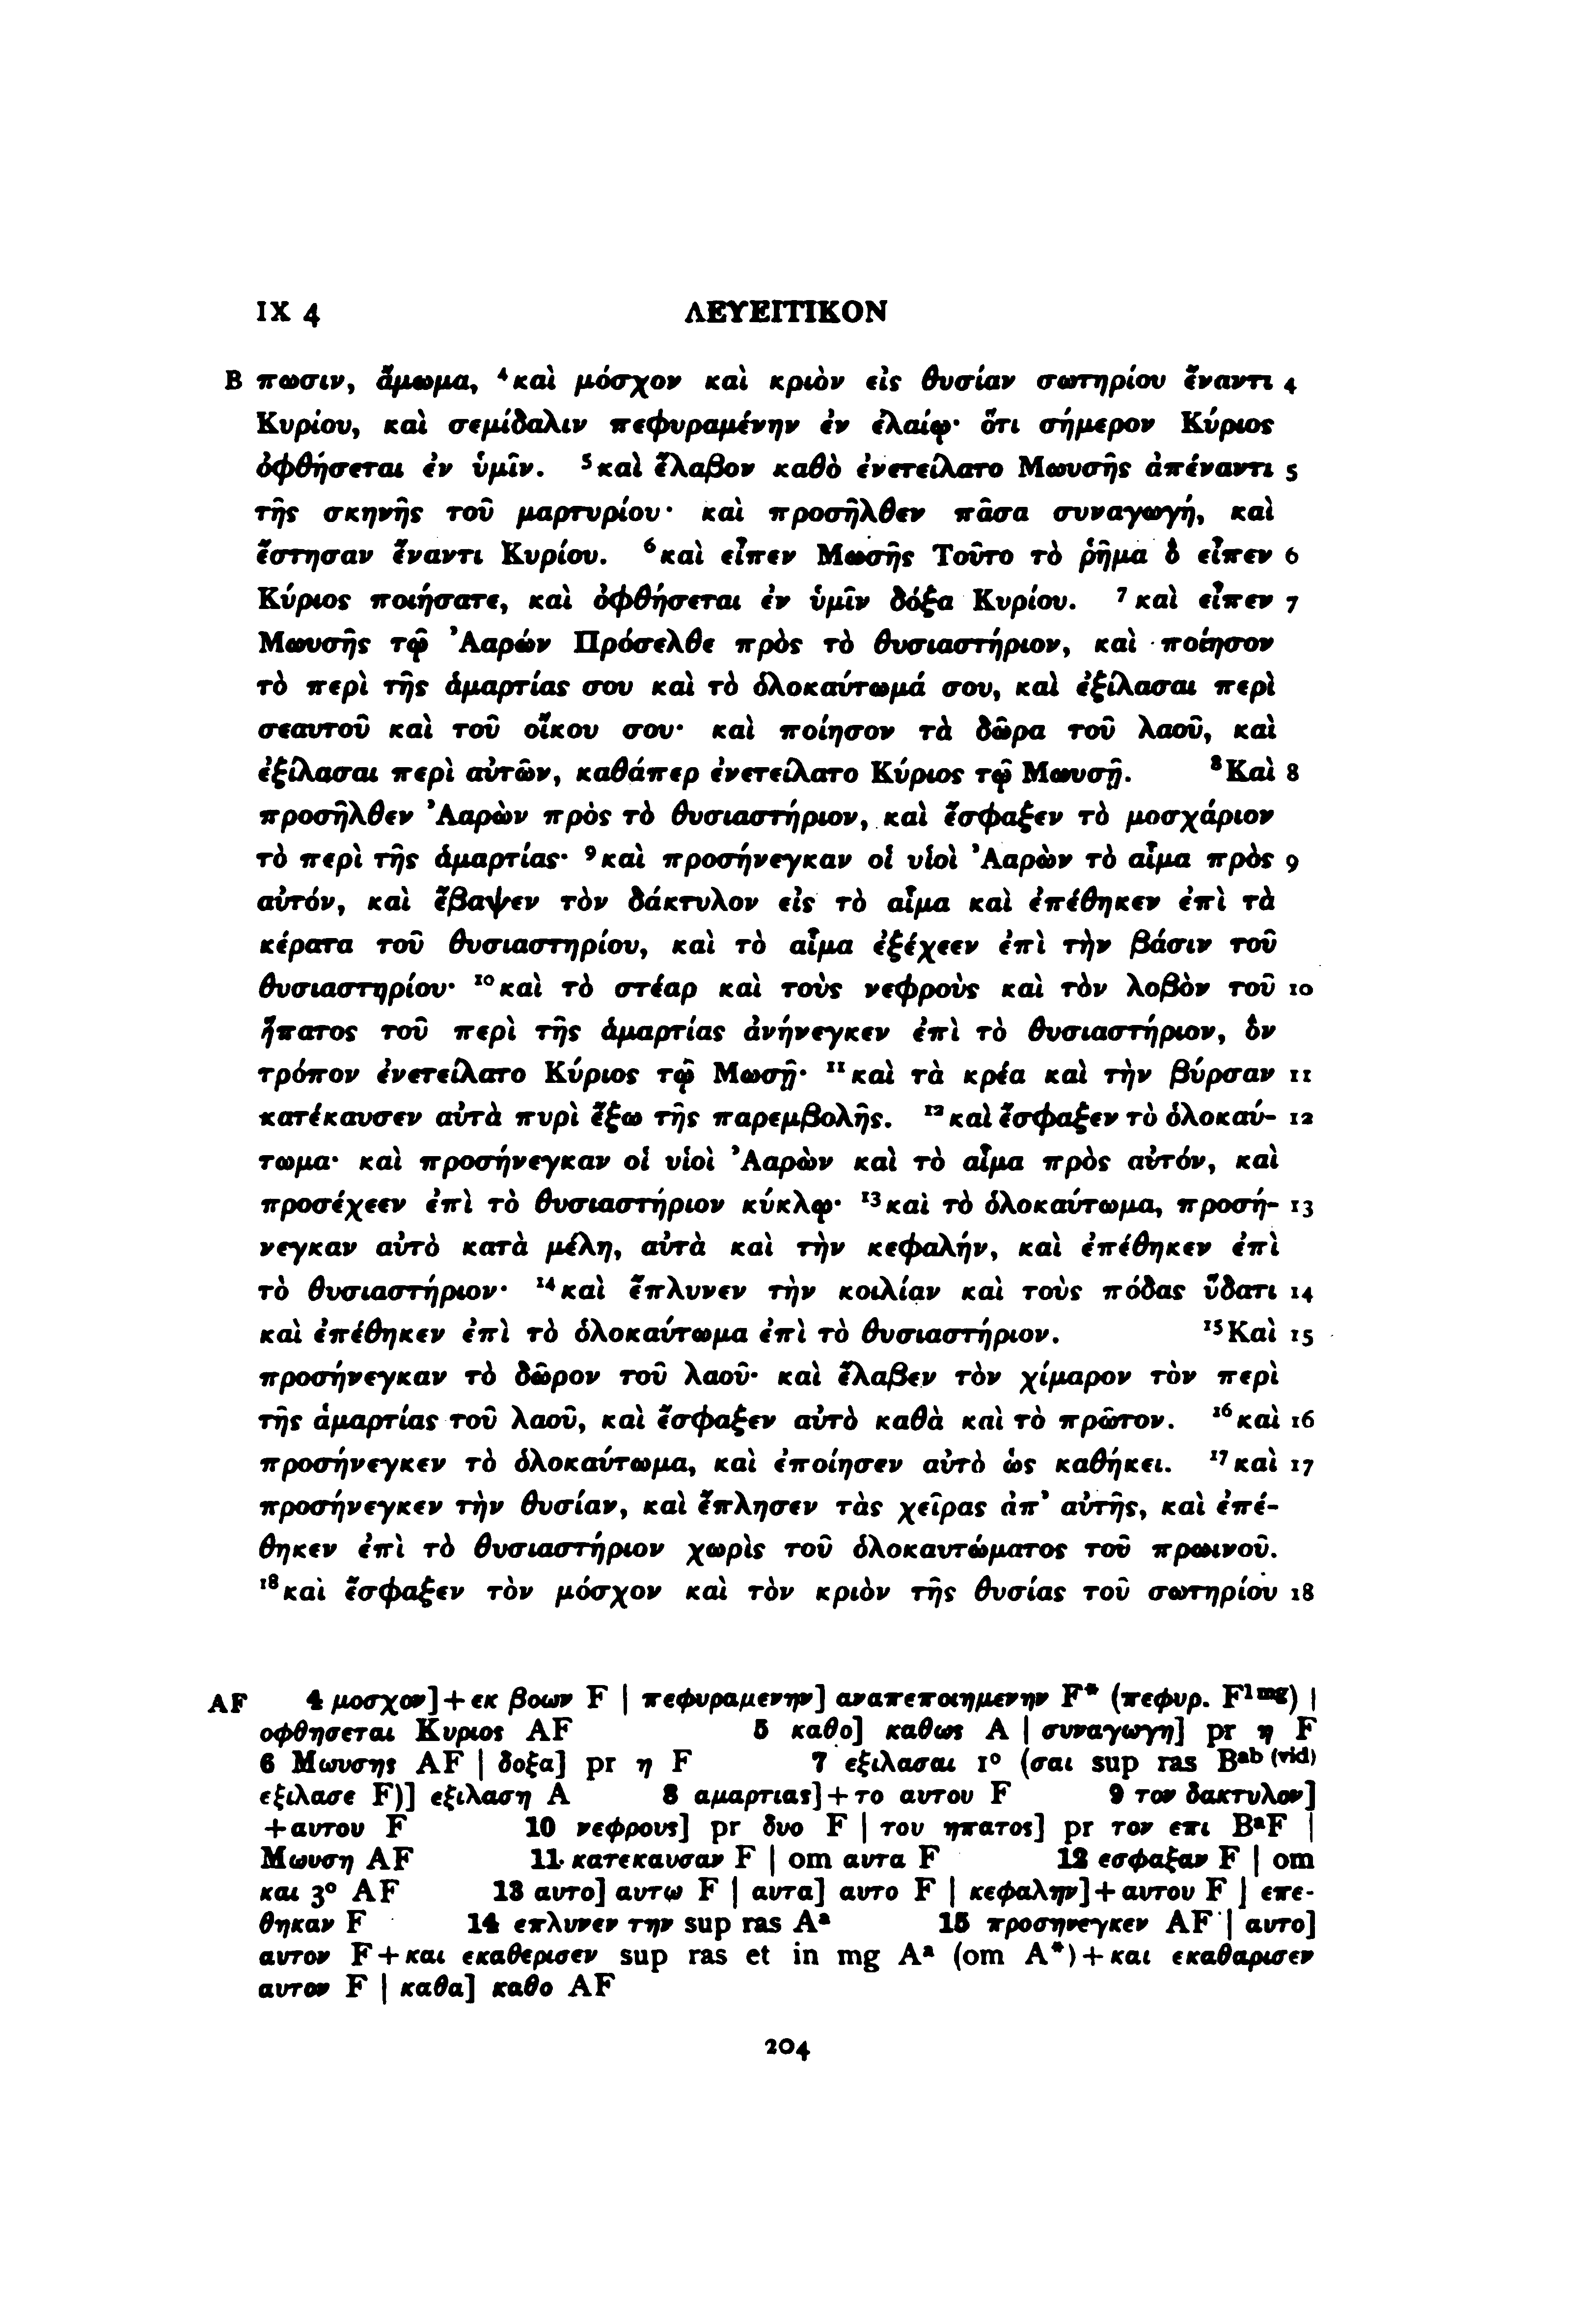 IX 4 ΛΕΥΕΙΤΙΚΟΝ
B πωσιν, ἄμωμα, ⁴καὶ μόσχον καὶ κριὸν εἰς θυσίαν σωτηρίου ἔναντι 4
Κυρίου, καὶ σεμίδαλιν πεφυραμένην ἐν ἐλαίῳ· ὅτι σήμερον Κύριος
ὀφθήσεται ἐν ὑμῖν. ⁵καὶ ἔλαβον καθὸ ἐνετείλατο Μωυσῆς ἀπέναντι 5
τῆς σκηνῆς τοῦ μαρτυρίου· καὶ προσῆλθεν πᾶσα συναγωγή, καὶ
ἔστησαν ἔναντι Κυρίου. ⁶καὶ εἶπεν Μωσῆς Τοῦτο τὸ ῥῆμα ὃ εἶπεν 6
Κύριος ποιήσατε, καὶ ὀφθήσεται ἐν ὑμῖν δόξα Κυρίου. ⁷καὶ εἶπεν 7
Μωυσῆς τῷ Ἀαρών Πρόσελθε πρὸς τὸ θυσιαστήριον, καὶ ποίησον
τὸ περὶ τῆς ἁμαρτίας σου καὶ τὸ ὁλοκαύτωμά σου, καὶ ἐξίλασαι περὶ
σεαυτοῦ καὶ τοῦ οἴκου σου· καὶ ποίησον τὰ δῶρα τοῦ λαοῦ, καὶ
ἐξίλασαι περὶ αὐτῶν, καθάπερ ἐνετείλατο Κύριος τῷ Μωυσῇ. ⁸Καὶ 8
προσῆλθεν Ἀαρὼν πρὸς τὸ θυσιαστήριον, καὶ ἔσφαξεν τὸ μοσχάριον
τὸ περὶ τῆς ἁμαρτίας· ⁹καὶ προσήνεγκαν οἱ υἱοὶ Ἀαρὼν τὸ αἷμα πρὸς 9
αὐτόν, καὶ ἔβαψεν τὸν δάκτυλον εἰς τὸ αἷμα καὶ ἐπέθηκεν ἐπὶ τὰ
κέρατα τοῦ θυσιαστηρίου, καὶ τὸ αἷμα ἐξέχεεν ἐπὶ τὴν βάσιν τοῦ
θυσιαστηρίου· ¹⁰καὶ τὸ στέαρ καὶ τοὺς νεφροὺς καὶ τὸν λοβὸν τοῦ 10
ἥπατος τοῦ περὶ τῆς ἁμαρτίας ἀνήνεγκεν ἐπὶ τὸ θυσιαστήριον, ὃν
τρόπον ἐνετείλατο Κύριος τῷ Μωσῇ· ¹¹καὶ τὰ κρέα καὶ τὴν βύρσαν 11
κατέκαυσεν αὐτὰ πυρὶ ἔξω τῆς παρεμβολῆς. ¹²καὶ ἔσφαξεν τὸ ὁλοκαύ- 12
τωμα· καὶ προσήνεγκαν οἱ υἱοὶ Ἀαρὼν καὶ τὸ αἷμα πρὸς αὐτόν, καὶ
προσέχεεν ἐπὶ τὸ θυσιαστήριον κύκλῳ· ¹³καὶ τὸ ὁλοκαύτωμα, προσή- 13
νεγκαν αὐτὸ κατὰ μέλη, αὐτὰ καὶ τὴν κεφαλήν, καὶ ἐπέθηκεν ἐπὶ
τὸ θυσιαστήριον· ¹⁴καὶ ἔπλυνεν τὴν κοιλίαν καὶ τοὺς πόδας ὕδατι 14
καὶ ἐπέθηκεν ἐπὶ τὸ ὁλοκαύτωμα ἐπὶ τὸ θυσιαστήριον. ¹⁵Καὶ 15
προσήνεγκαν τὸ δῶρον τοῦ λαοῦ· καὶ ἔλαβεν τὸν χίμαρον τὸν περὶ
τῆς ἁμαρτίας τοῦ λαοῦ, καὶ ἔσφαξεν αὐτὸ καθὰ καὶ τὸ πρῶτον. ¹⁶καὶ 16
προσήνεγκεν τὸ ὁλοκαύτωμα, καὶ ἐποίησεν αὐτὸ ὡς καθήκει. ¹⁷καὶ 17
προσήνεγκεν τὴν θυσίαν, καὶ ἔπλησεν τὰς χεῖρας ἀπ' αὐτῆς, καὶ ἐπέ-
θηκεν ἐπὶ τὸ θυσιαστήριον χωρὶς τοῦ ὁλοκαυτώματος τοῦ πρωινοῦ.
¹⁸καὶ ἔσφαξεν τὸν μόσχον καὶ τὸν κριὸν τῆς θυσίας τοῦ σωτηρίου 18
AF 4 μοσχον]+εκ βοων F | πεφυραμενην] αναπεποιημενην F* (πεφυρ. F¹ᵐᵍ) |
οφθησεται Κυριος AF 5 καθο] καθως A | συναγωγη] pr η F
6 Μωυσης AF | δοξα] pr η F 7 εξιλασαι 1° (σαι sup ras Bᵃᵇ ⁽ᵛⁱᵈ⁾
εξιλασε F)] εξιλαση A 8 αμαρτιας]+το αυτου F 9 τον δακτυλον]
+αυτου F 10 νεφρους] pr δυο F | του ηπατος] pr τον επι BᵃF |
Μωυση AF 11 κατεκαυσαν F | om αυτα F 12 εσφαξαν F | om
και 3° AF 13 αυτο] αυτω F | αυτα] αυτο F | κεφαλην]+αυτου F | επε-
θηκαν F 14 επλυνεν την sup ras Aᵃ 15 προσηνεγκεν AF | αυτο]
αυτον F+και εκαθερισεν sup ras et in mg Aᵃ (om A*)+και εκαθαρισεν
αυτον F | καθα] καθο AF
204